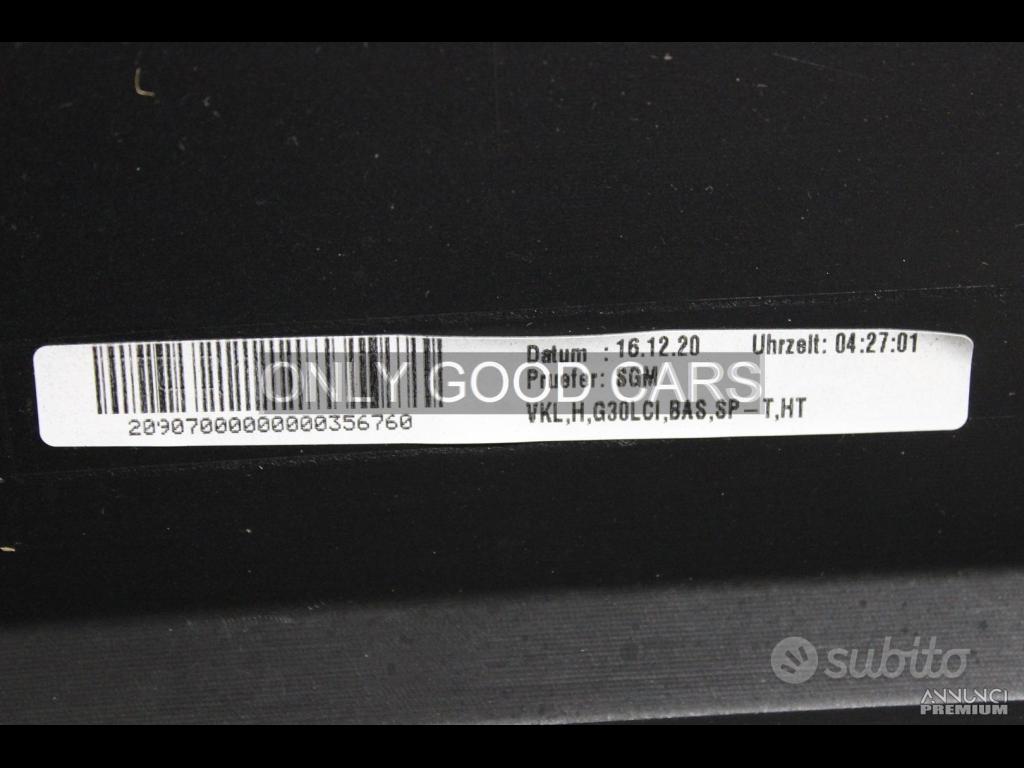 Datum : 16.12.20 Uhrzeit: 04:27:01
Pruefer: SGM
VKL,H,G30LCI,BAS,SP-T,HT
20907000000000356760
ONLY GOOD CARS
subito
ANNUNCI
PREMIUM